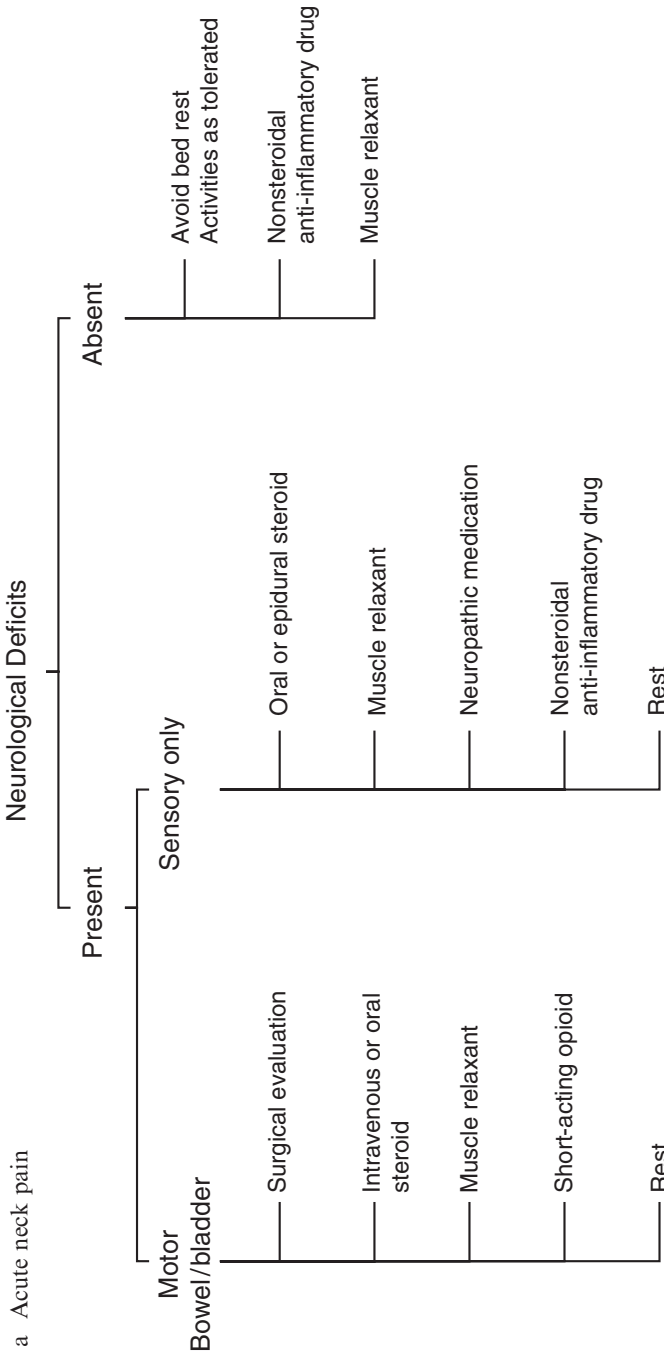 a Acute neck pain
Neurological Deficits
Present
Absent
Motor
Bowel/bladder
Surgical evaluation
Intravenous or oral
steroid
Muscle relaxant
Short-acting opioid
Rest
Sensory only
Oral or epidural steroid
Muscle relaxant
Neuropathic medication
Nonsteroidal
anti-inflammatory drug
Rest
Avoid bed rest
Activities as tolerated
Nonsteroidal
anti-inflammatory drug
Muscle relaxant